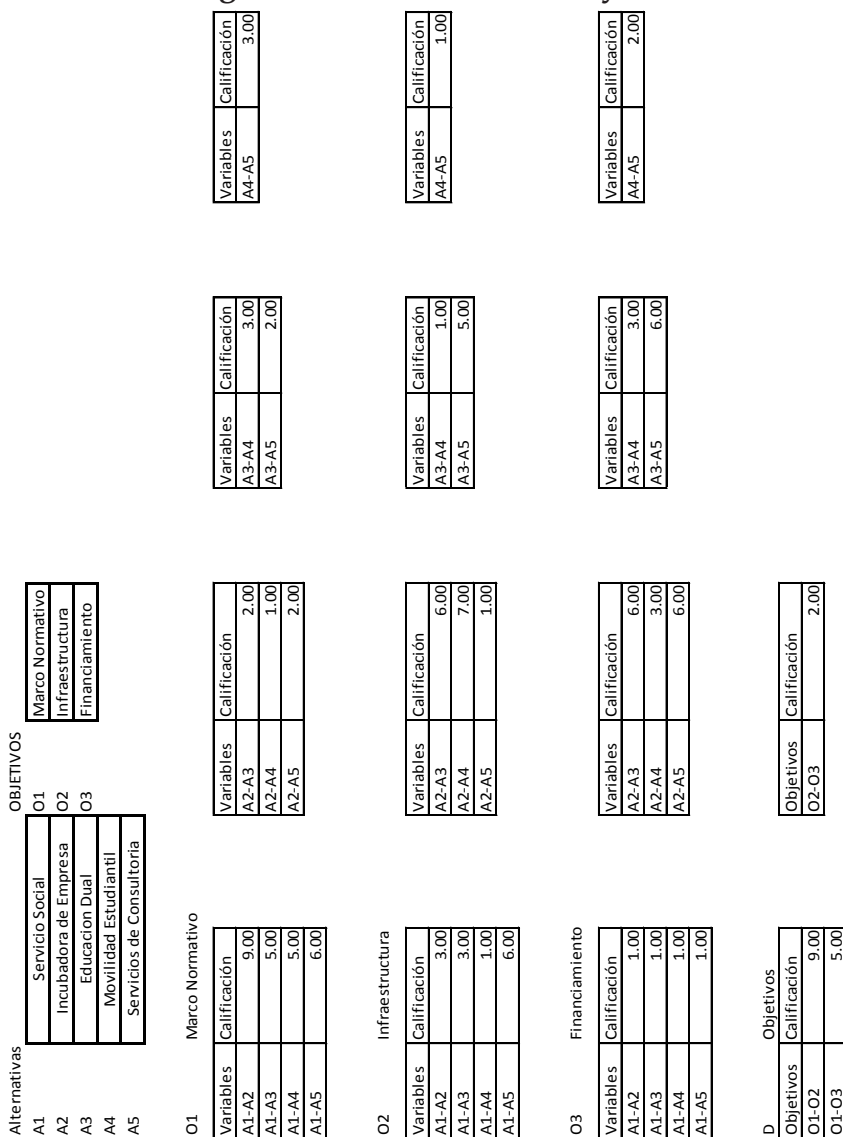 Alternativas OBJETIVOS
A1 Servicio Social O1 Marco Normativo
A2 Incubadora de Empresa O2 Infraestructura
A3 Educacion Dual O3 Financiamiento
A4 Movilidad Estudiantil
A5 Servicios de Consultoria
O1 Marco Normativo
Variables Calificación Variables Calificación Variables Calificación Variables Calificación
A1-A2 9.00 A2-A3 2.00 A3-A4 3.00 A4-A5 3.00
A1-A3 5.00 A2-A4 1.00 A3-A5 2.00
A1-A4 5.00 A2-A5 2.00
A1-A5 6.00
O2 Infraestructura
Variables Calificación Variables Calificación Variables Calificación Variables Calificación
A1-A2 3.00 A2-A3 6.00 A3-A4 1.00 A4-A5 1.00
A1-A3 3.00 A2-A4 7.00 A3-A5 5.00
A1-A4 1.00 A2-A5 1.00
A1-A5 6.00
O3 Financiamiento
Variables Calificación Variables Calificación Variables Calificación Variables Calificación
A1-A2 1.00 A2-A3 6.00 A3-A4 3.00 A4-A5 2.00
A1-A3 1.00 A2-A4 3.00 A3-A5 6.00
A1-A4 1.00 A2-A5 6.00
A1-A5 1.00
D Objetivos
Objetivos Calificación Objetivos Calificación
O1-O2 9.00 O2-O3 2.00
O1-O3 5.00